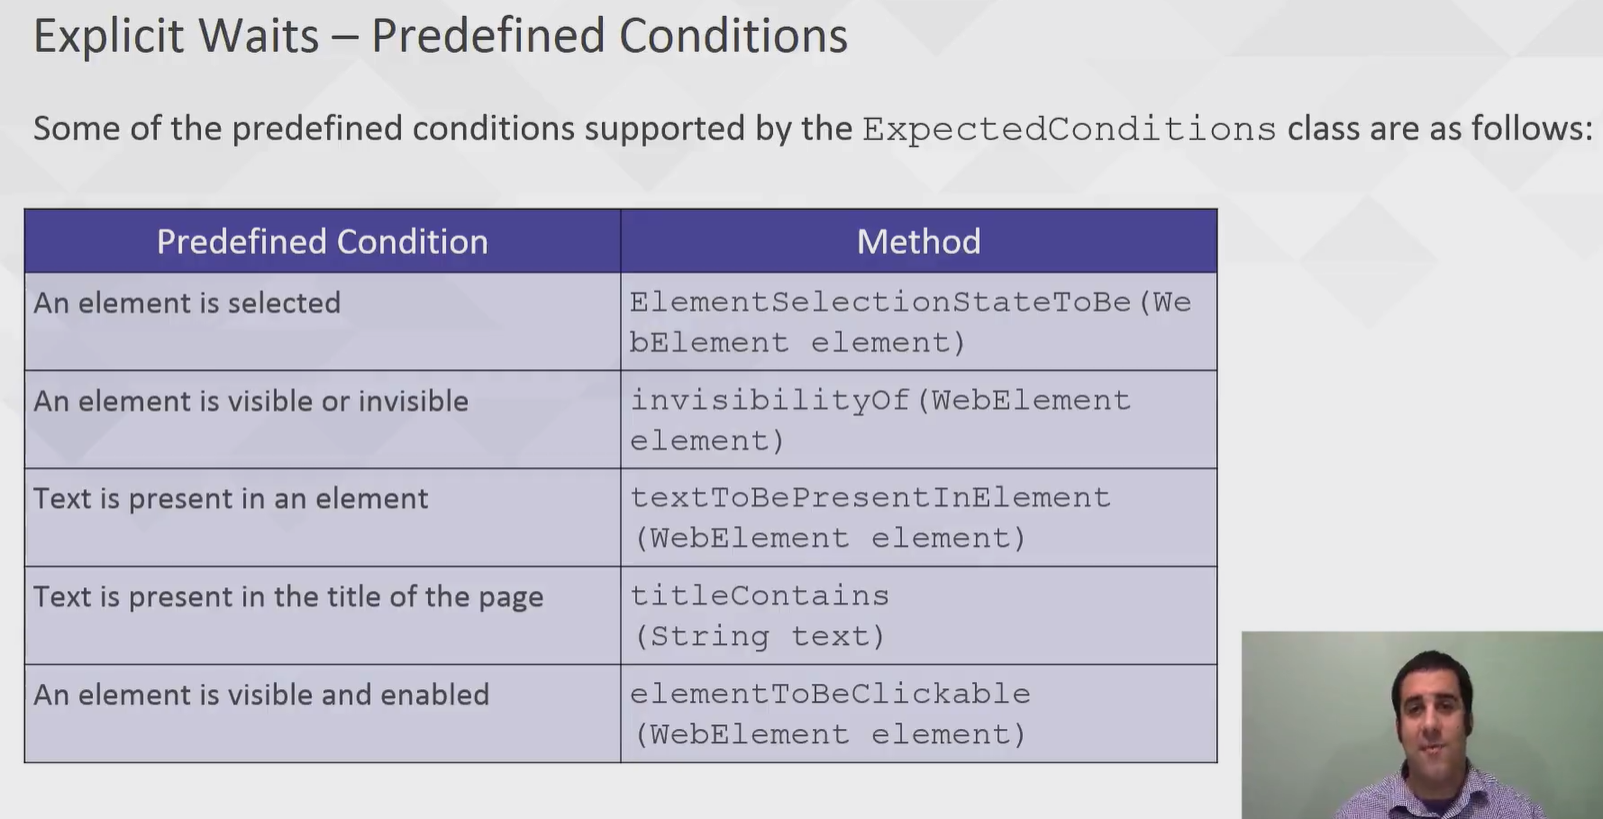 Explicit Waits – Predefined Conditions
Some of the predefined conditions supported by the ExpectedConditions class are as follows:
Predefined Condition
Method
An element is selected
ElementSelectionStateToBe(We
bElement element)
An element is visible or invisible
invisibilityOf(WebElement
element)
Text is present in an element
textToBePresentInElement
(WebElement element)
Text is present in the title of the page
titleContains
(String text)
An element is visible and enabled
elementToBeClickable
(WebElement element)